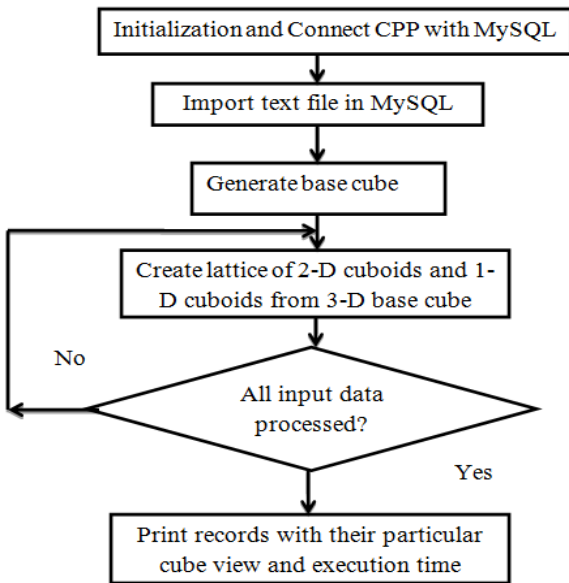 Initialization and Connect CPP with MySQL
Import text file in MySQL
Generate base cube
Create lattice of 2-D cuboids and 1-
D cuboids from 3-D base cube
No
All input data
processed?
Yes
Print records with their particular
cube view and execution time